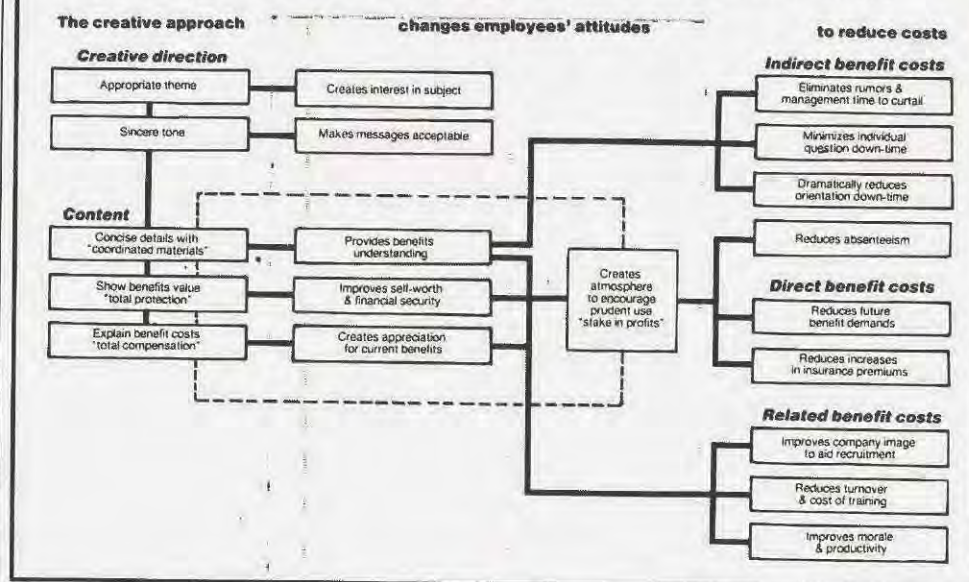 The creative approach
changes employees' attitudes
to reduce costs
Creative direction
Appropriate theme
Sincere tone
Content
Concise details with
"coordinated materials"
Show benefits value
"total protection"
Explain benefit costs
"total compensation"
Creates interest in subject
Makes messages acceptable
Provides benefits
understanding
Improves self-worth
& financial security
Creates appreciation
for current benefits
Creates
atmosphere
to encourage
prudent use
"stake in profits"
Indirect benefit costs
Eliminates rumors &
management time to curtail
Minimizes individual
question down-time
Dramatically reduces
orientation down-time
Reduces absenteeism
Direct benefit costs
Reduces future
benefit demands
Reduces increases
in insurance premiums
Related benefit costs
Improves company image
to aid recruitment
Reduces turnover
& cost of training
Improves morale
& productivity